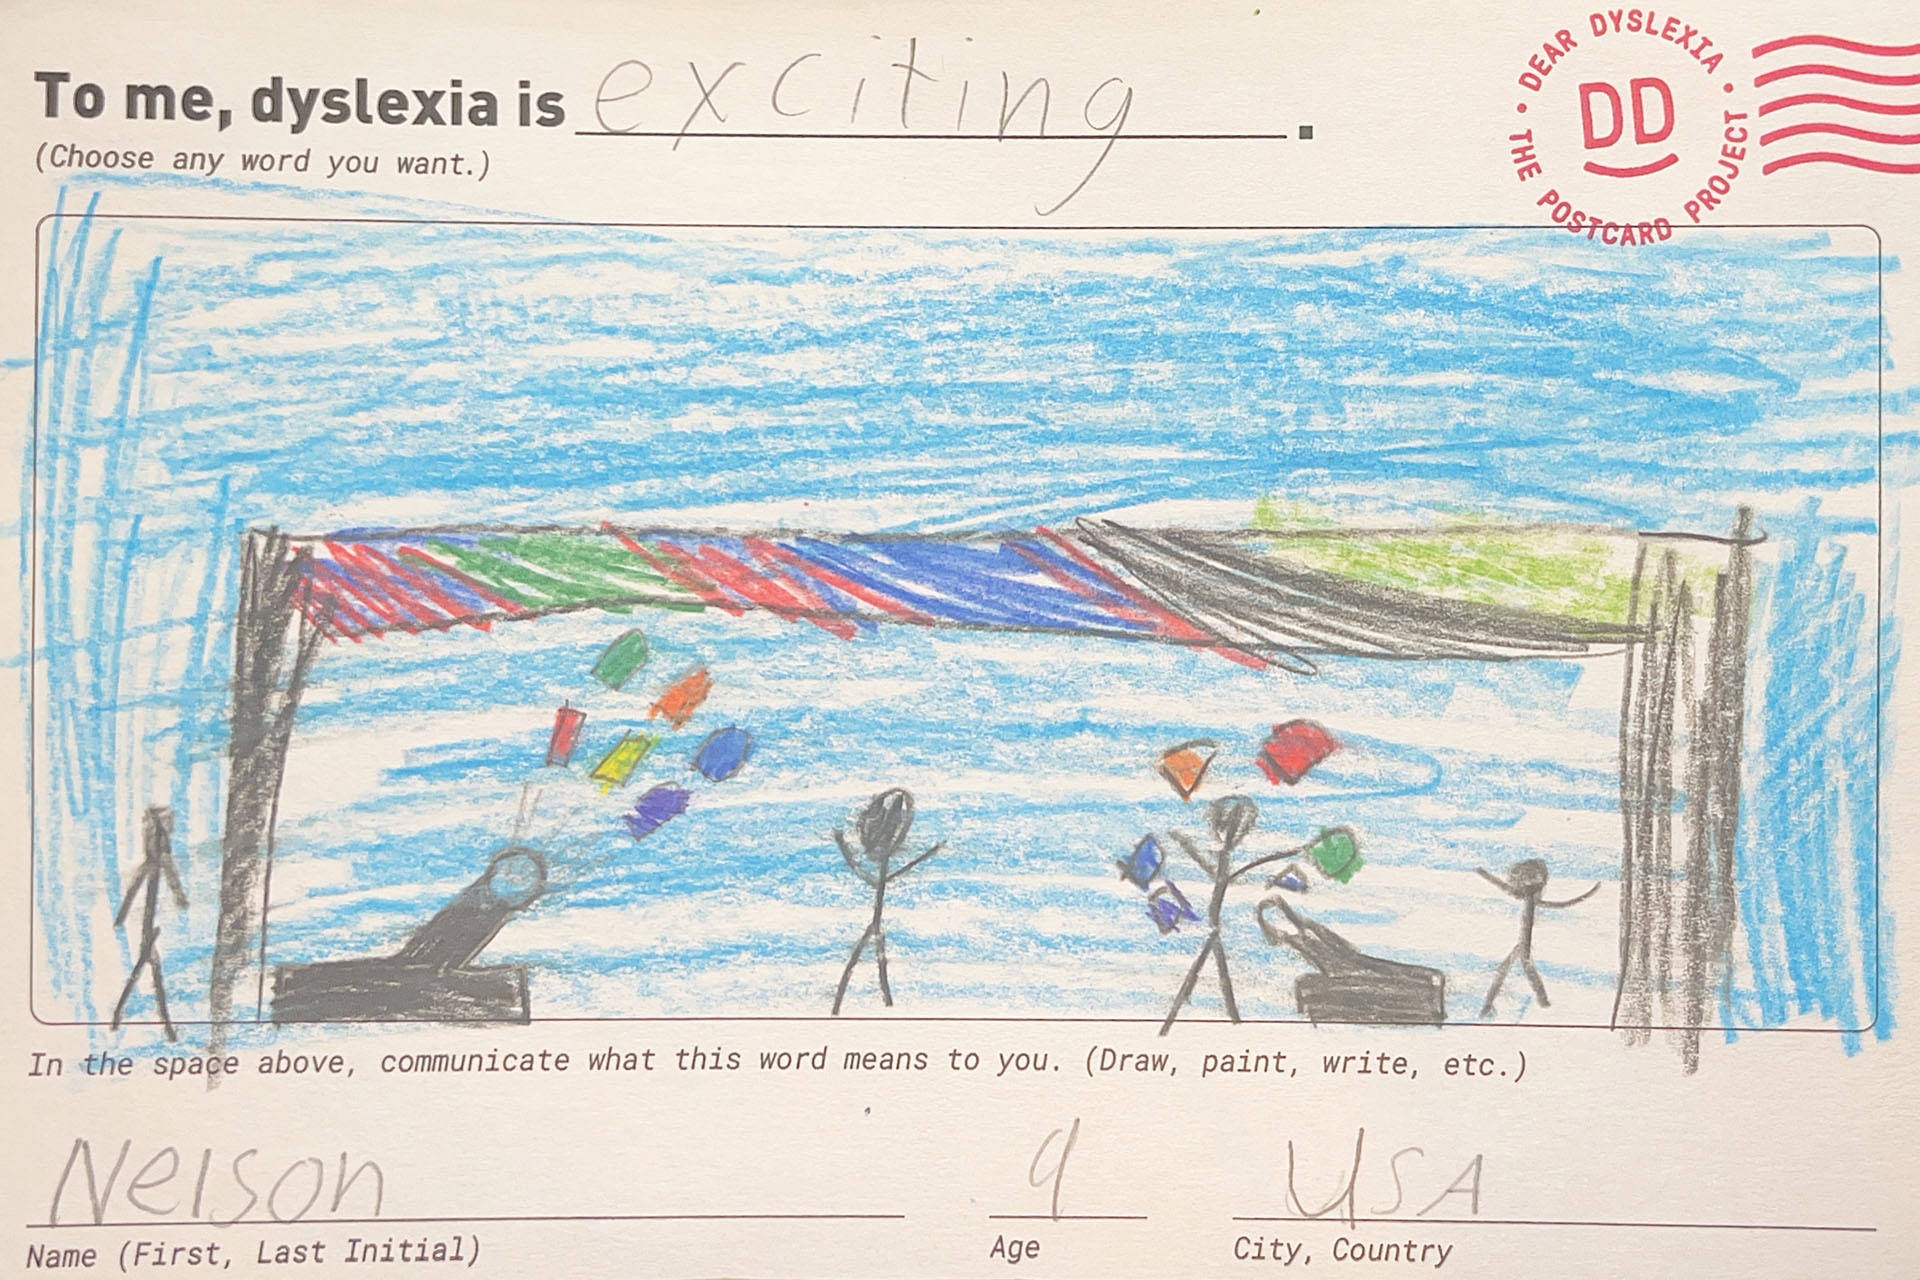 To me, dyslexia is exciting.
(Choose any word you want.)
• DEAR DYSLEXIA • THE POSTCARD PROJECT
DD
In the space above, communicate what this word means to you. (Draw, paint, write, etc.)
Nelson 9 USA
Name (First, Last Initial) Age City, Country